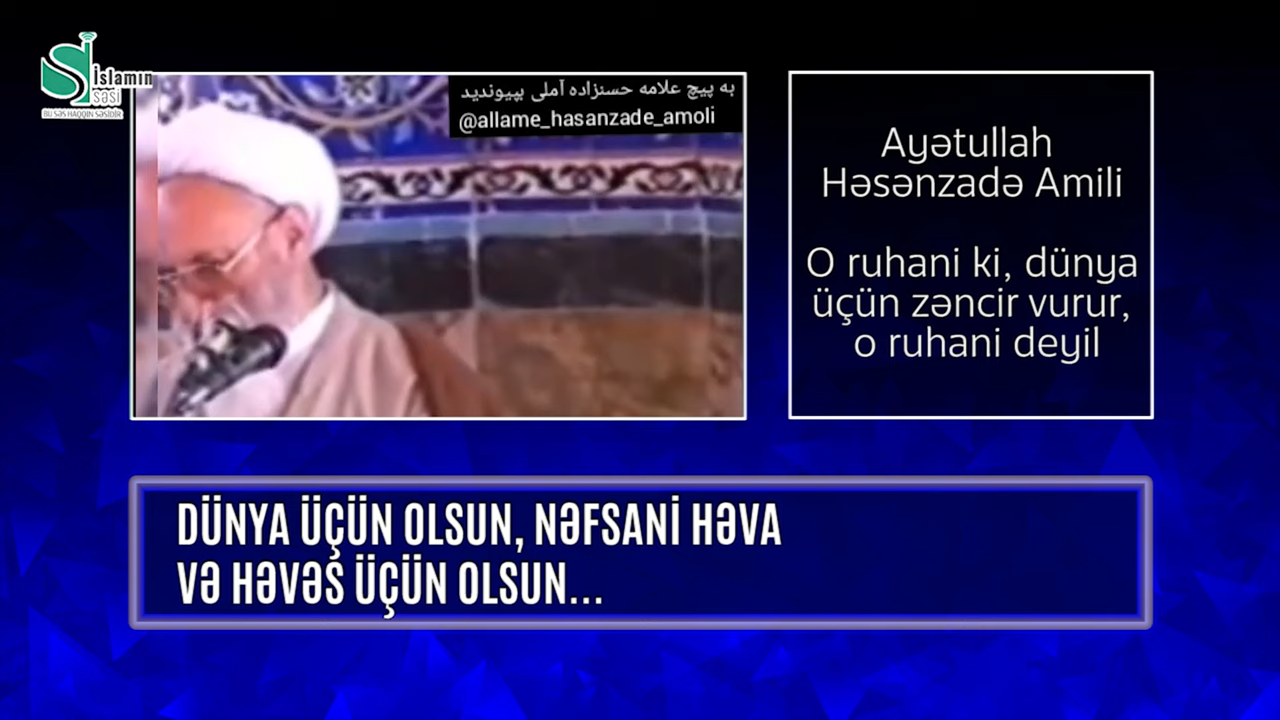 İslamın
səsi
BU SƏS HAQQIN SƏSİDİR
به پیج علامه حسنزاده آملی بپیوندید
@allame_hasanzade_amoli
Ayətullah
Həsənzadə Amili
O ruhani ki, dünya
üçün zəncir vurur,
o ruhani deyil
DÜNYA ÜÇÜN OLSUN, NƏFSANİ HƏVA
VƏ HƏVƏS ÜÇÜN OLSUN...